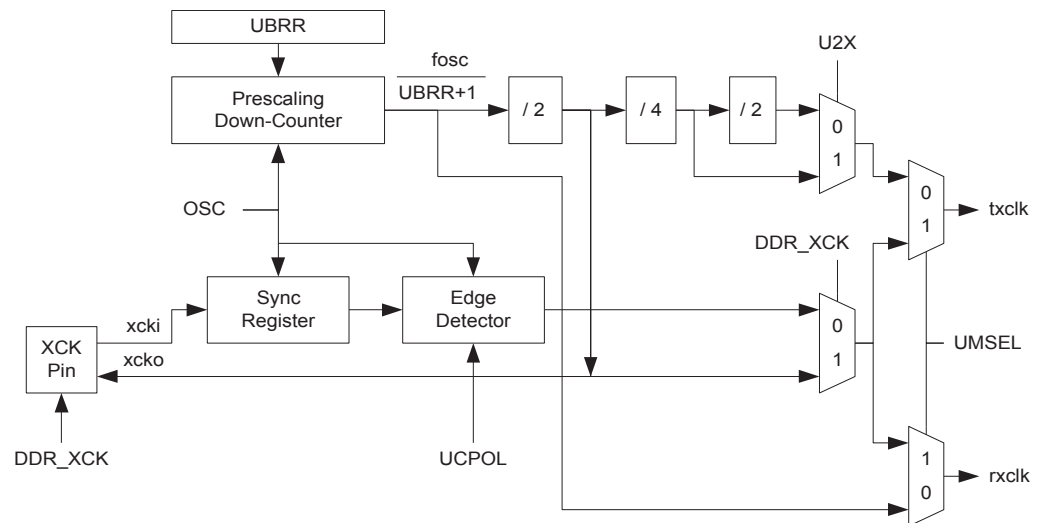 UBRR
Prescaling
Down-Counter
fosc
UBRR+1
/ 2
/ 4
/ 2
U2X
0
1
OSC
0
1
txclk
DDR_XCK
Sync
Register
Edge
Detector
0
1
UMSEL
xcki
XCK
Pin
xcko
DDR_XCK
UCPOL
1
0
rxclk